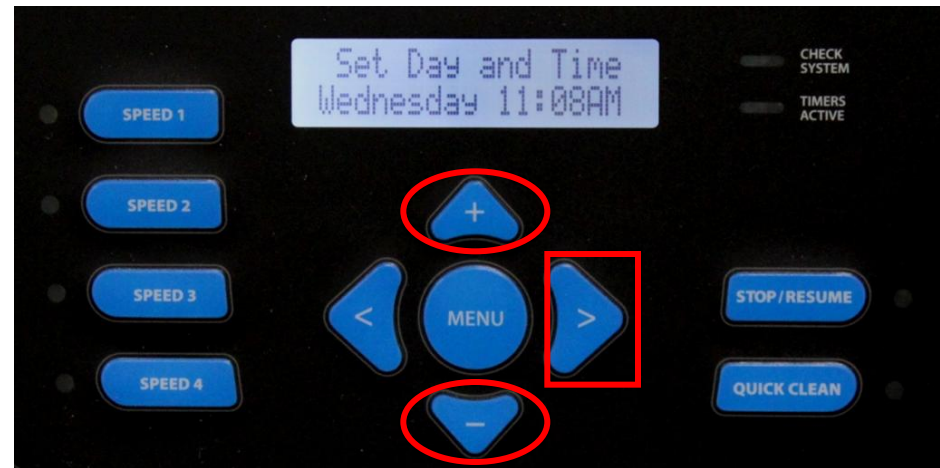 Set Day and Time
Wednesday 11:08AM
CHECK
SYSTEM
TIMERS
ACTIVE
SPEED 1
SPEED 2
SPEED 3
SPEED 4
+
<
MENU
>
−
STOP/RESUME
QUICK CLEAN